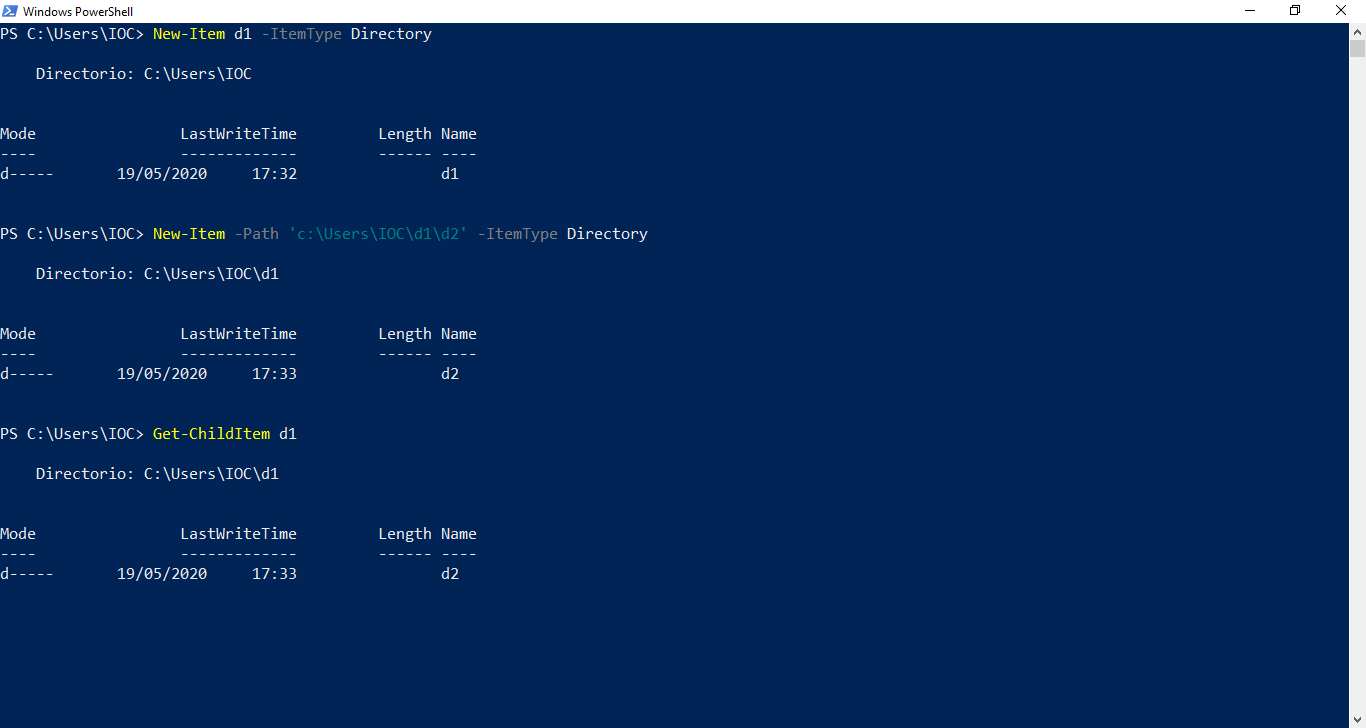 Windows PowerShell
PS C:\Users\IOC> New-Item d1 -ItemType Directory
Directorio: C:\Users\IOC
Mode                LastWriteTime         Length Name
----                -------------         ------ ----
d-----       19/05/2020     17:32                d1
PS C:\Users\IOC> New-Item -Path 'c:\Users\IOC\d1\d2' -ItemType Directory
Directorio: C:\Users\IOC\d1
Mode                LastWriteTime         Length Name
----                -------------         ------ ----
d-----       19/05/2020     17:33                d2
PS C:\Users\IOC> Get-ChildItem d1
Directorio: C:\Users\IOC\d1
Mode                LastWriteTime         Length Name
----                -------------         ------ ----
d-----       19/05/2020     17:33                d2